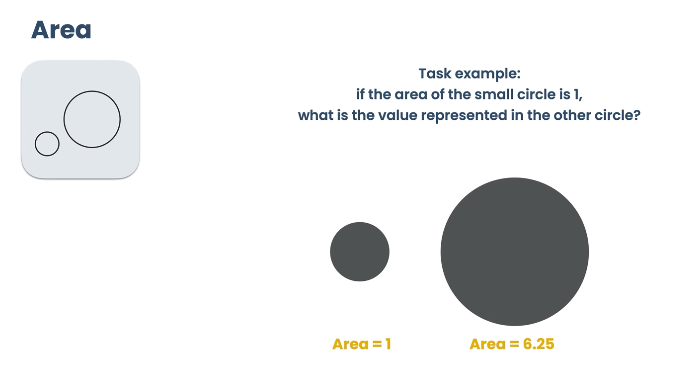 Area
Task example:
if the area of the small circle is 1,
what is the value represented in the other circle?
Area = 1
Area = 6.25